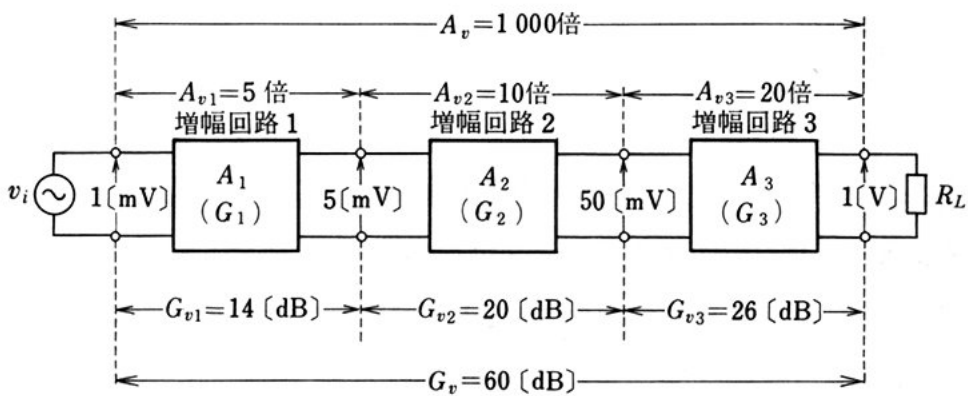 A_v=1 000倍
A_v1=5 倍
A_v2=10倍
A_v3=20倍
増幅回路 1
増幅回路 2
増幅回路 3
v_i
1〔mV〕
A_1
(G_1)
5〔mV〕
A_2
(G_2)
50〔mV〕
A_3
(G_3)
1〔V〕
R_L
G_v1=14〔dB〕
G_v2=20〔dB〕
G_v3=26〔dB〕
G_v=60〔dB〕